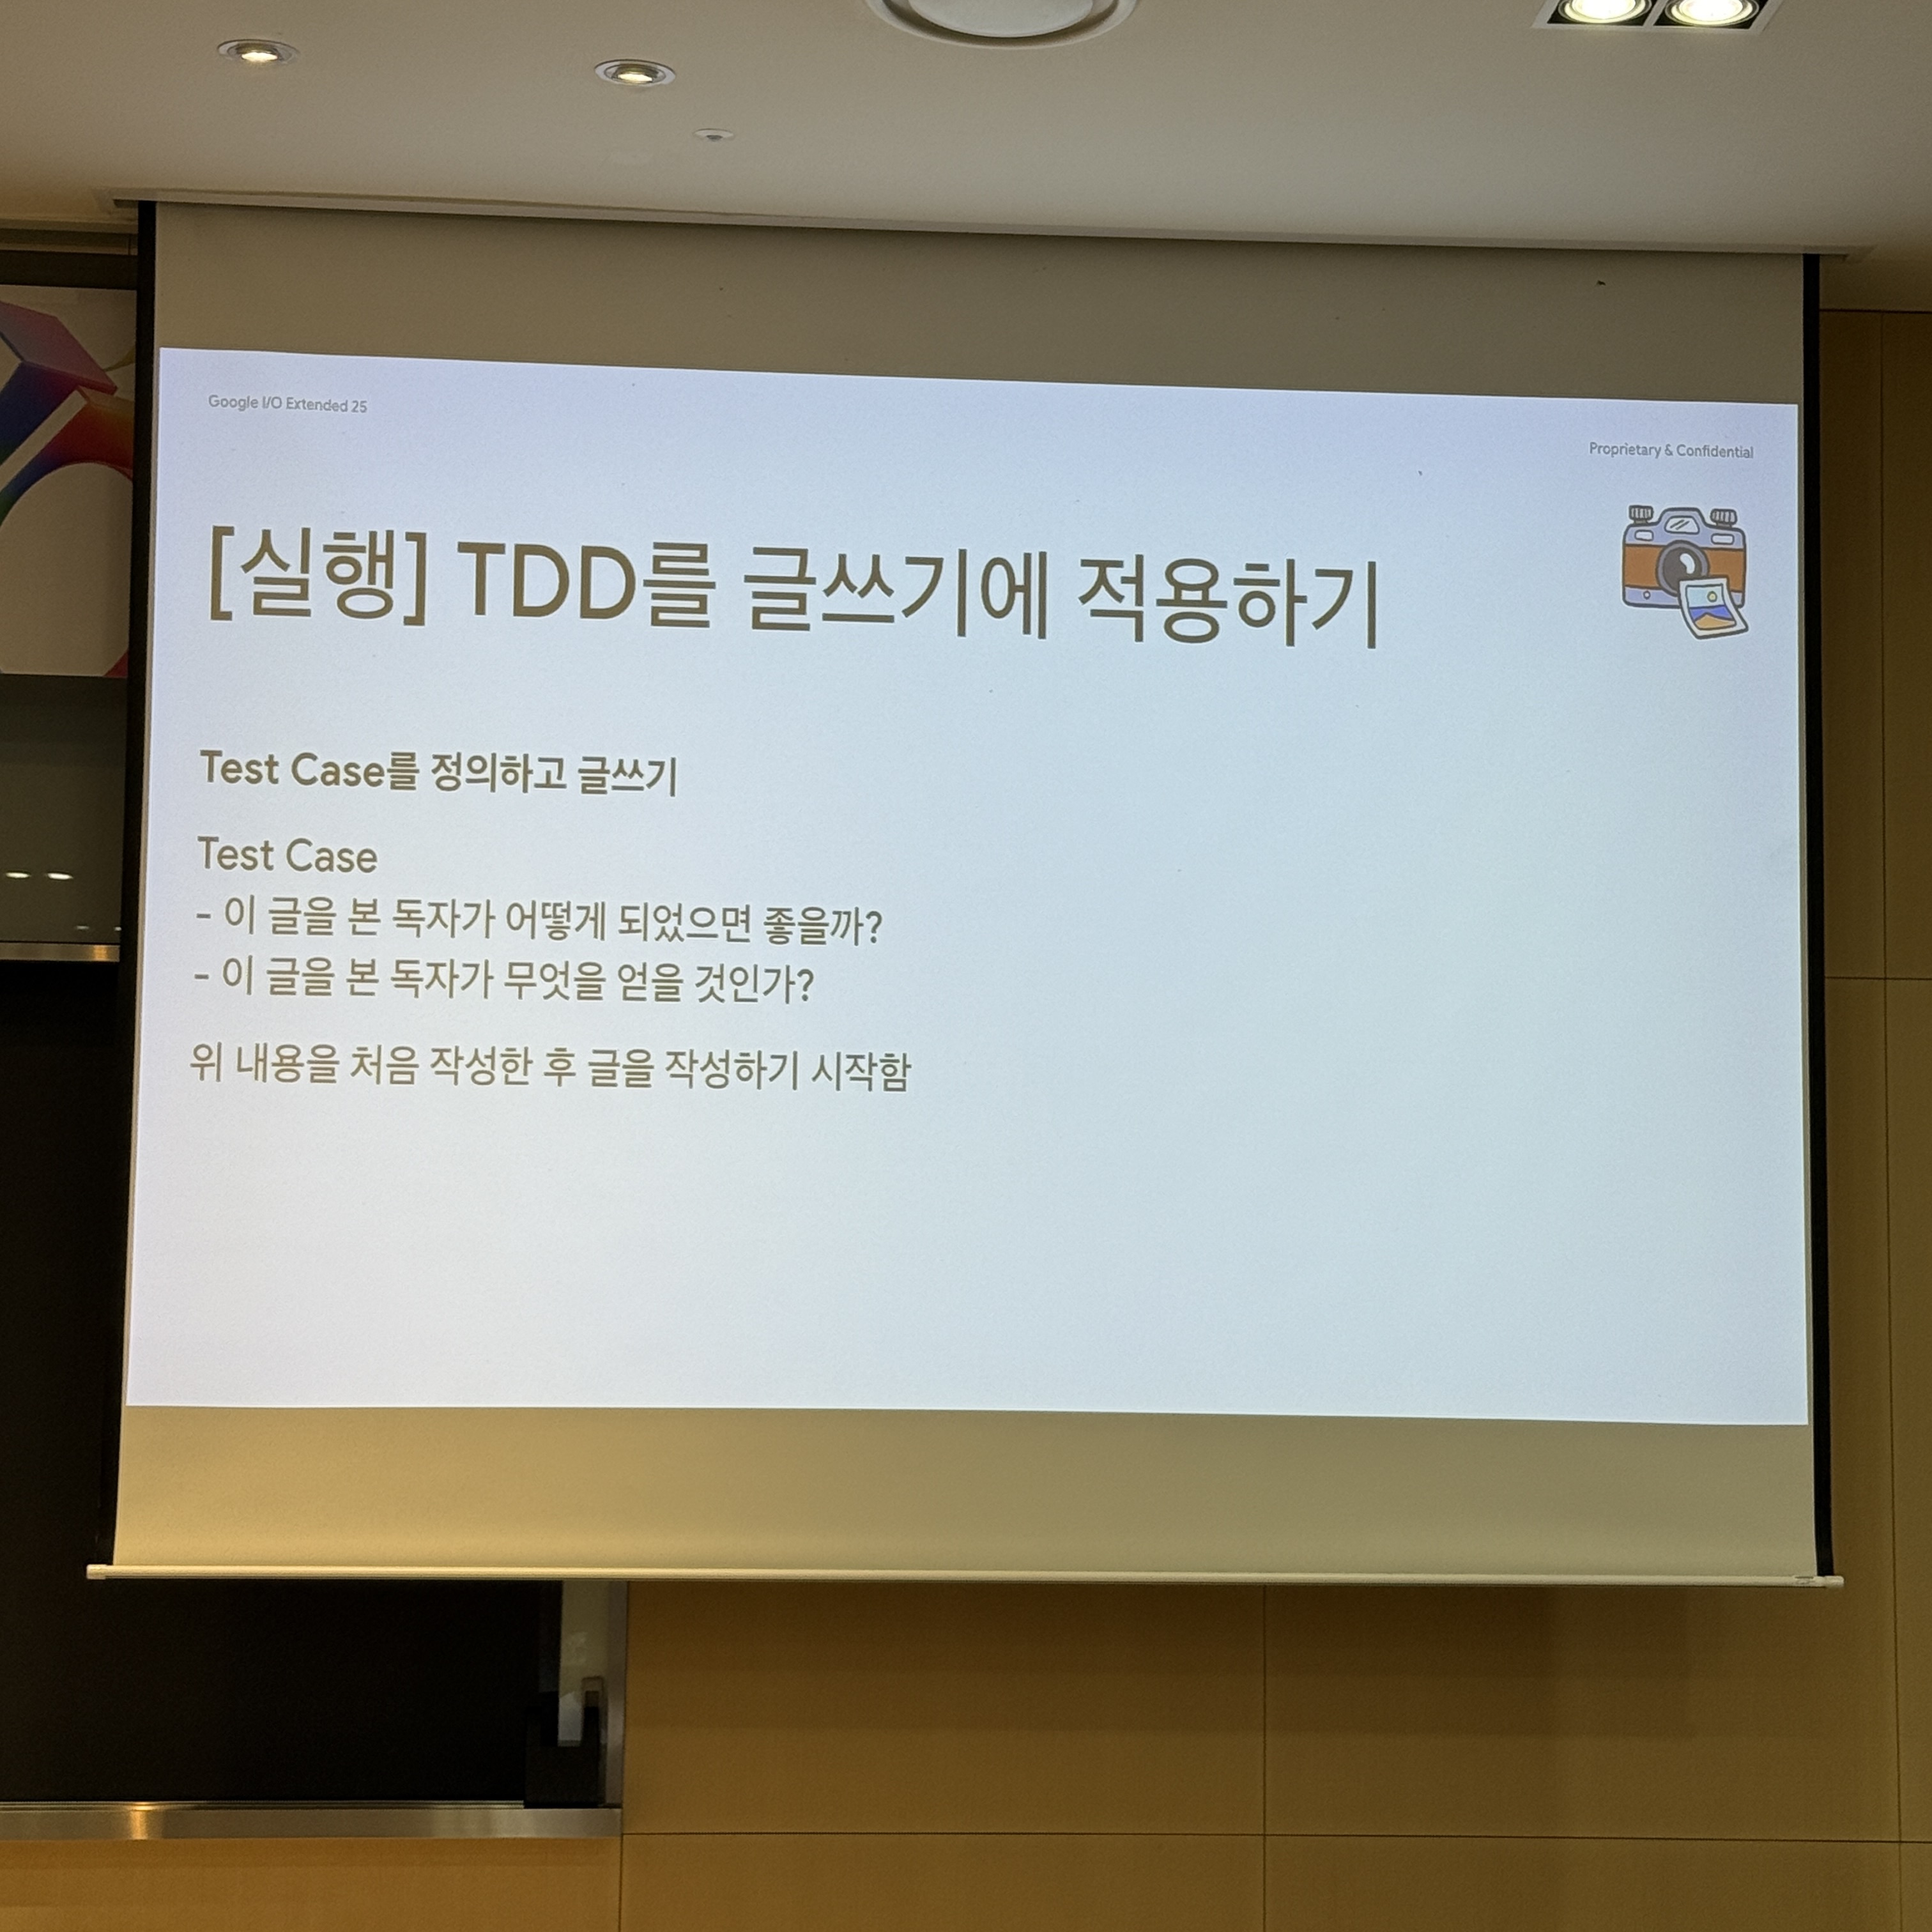 Google I/O Extended 25
Proprietary & Confidential
[실행] TDD를 글쓰기에 적용하기
Test Case를 정의하고 글쓰기
Test Case
- 이 글을 본 독자가 어떻게 되었으면 좋을까?
- 이 글을 본 독자가 무엇을 얻을 것인가?
위 내용을 처음 작성한 후 글을 작성하기 시작함